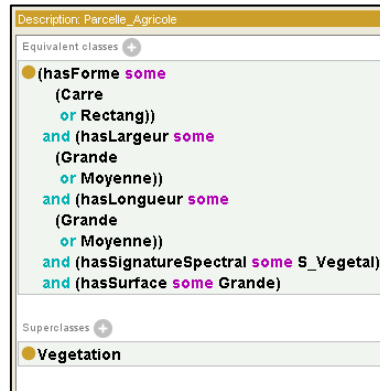 Description: Parcelle_Agricole
Equivalent classes
(hasForme some
(Carre
or Rectang))
and (hasLargeur some
(Grande
or Moyenne))
and (hasLongueur some
(Grande
or Moyenne))
and (hasSignatureSpectral some S_Vegetal)
and (hasSurface some Grande)
Superclasses
Vegetation